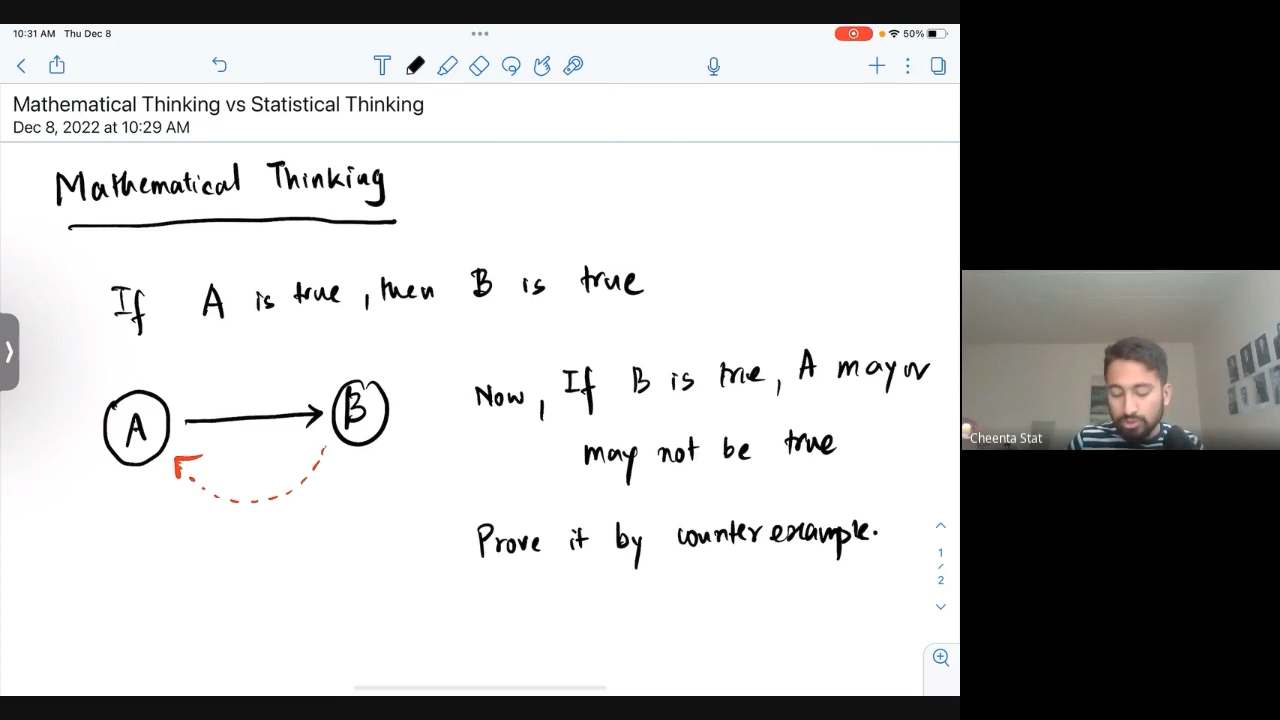 10:31 AM Thu Dec 8
50%
Mathematical Thinking vs Statistical Thinking
Dec 8, 2022 at 10:29 AM
Mathematical Thinking
If A is true, then B is true
A
B
Now, If B is true, A may or
may not be true
Prove it by counter example.
1
/
2
Cheenta Stat